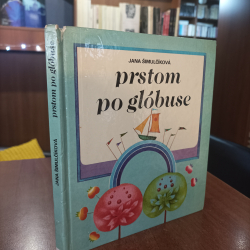 JANA ŠIMULČÍKOVÁ
prstom
po glóbuse
JANA ŠIMULČÍKOVÁ
prstom po glóbuse